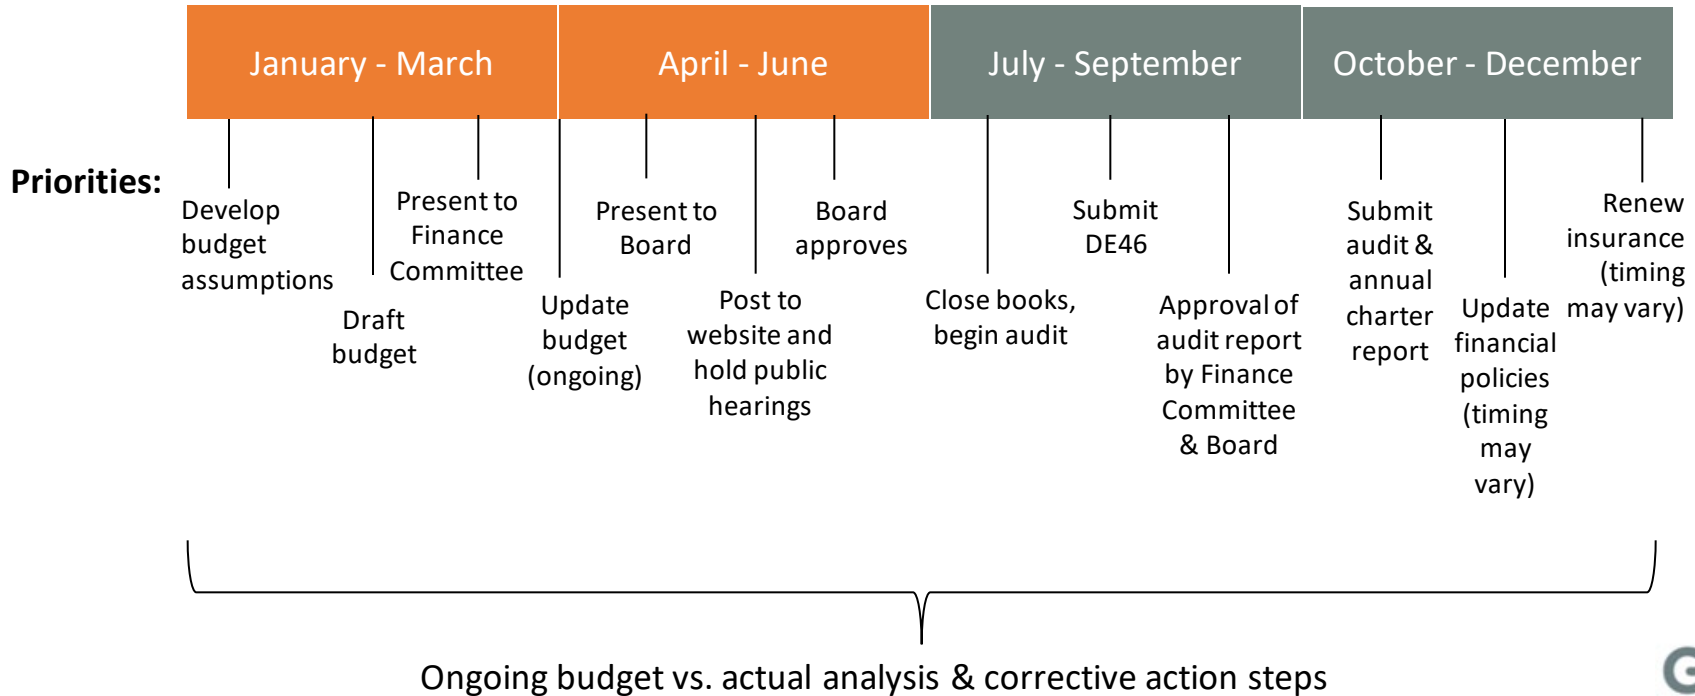 January - March
April - June
July - September
October - December
Priorities:
Develop
budget
assumptions
Draft
budget
Present to
Finance
Committee
Update
budget
(ongoing)
Present to
Board
Post to
website and
hold public
hearings
Board
approves
Close books,
begin audit
Submit
DE46
Approval of
audit report
by Finance
Committee
& Board
Submit
audit &
annual
charter
report
Update
financial
policies
(timing
may
vary)
Renew
insurance
(timing
may vary)
Ongoing budget vs. actual analysis & corrective action steps